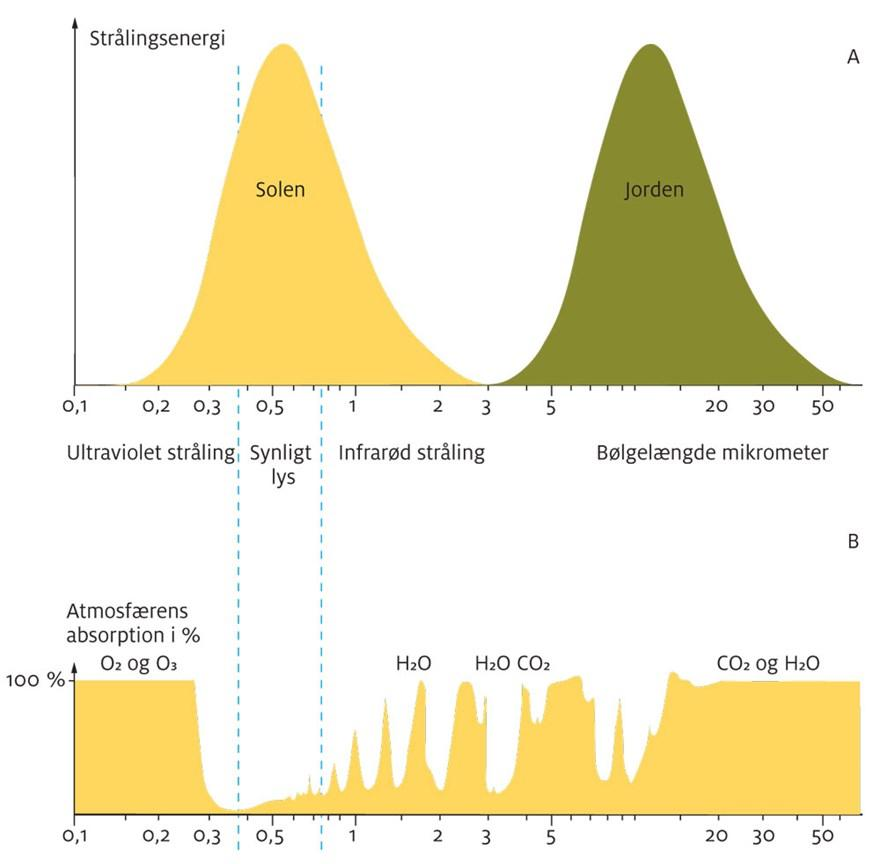 Strålingsenergi
A
Solen
Jorden
0,1 0,2 0,3 0,5 1 2 3 5 20 30 50
Ultraviolet stråling Synligt lys Infrarød stråling Bølgelængde mikrometer
B
Atmosfærens
absorption i %
O₂ og O₃ H₂O H₂O CO₂ CO₂ og H₂O
100 %
0,1 0,2 0,3 0,5 1 2 3 5 20 30 50